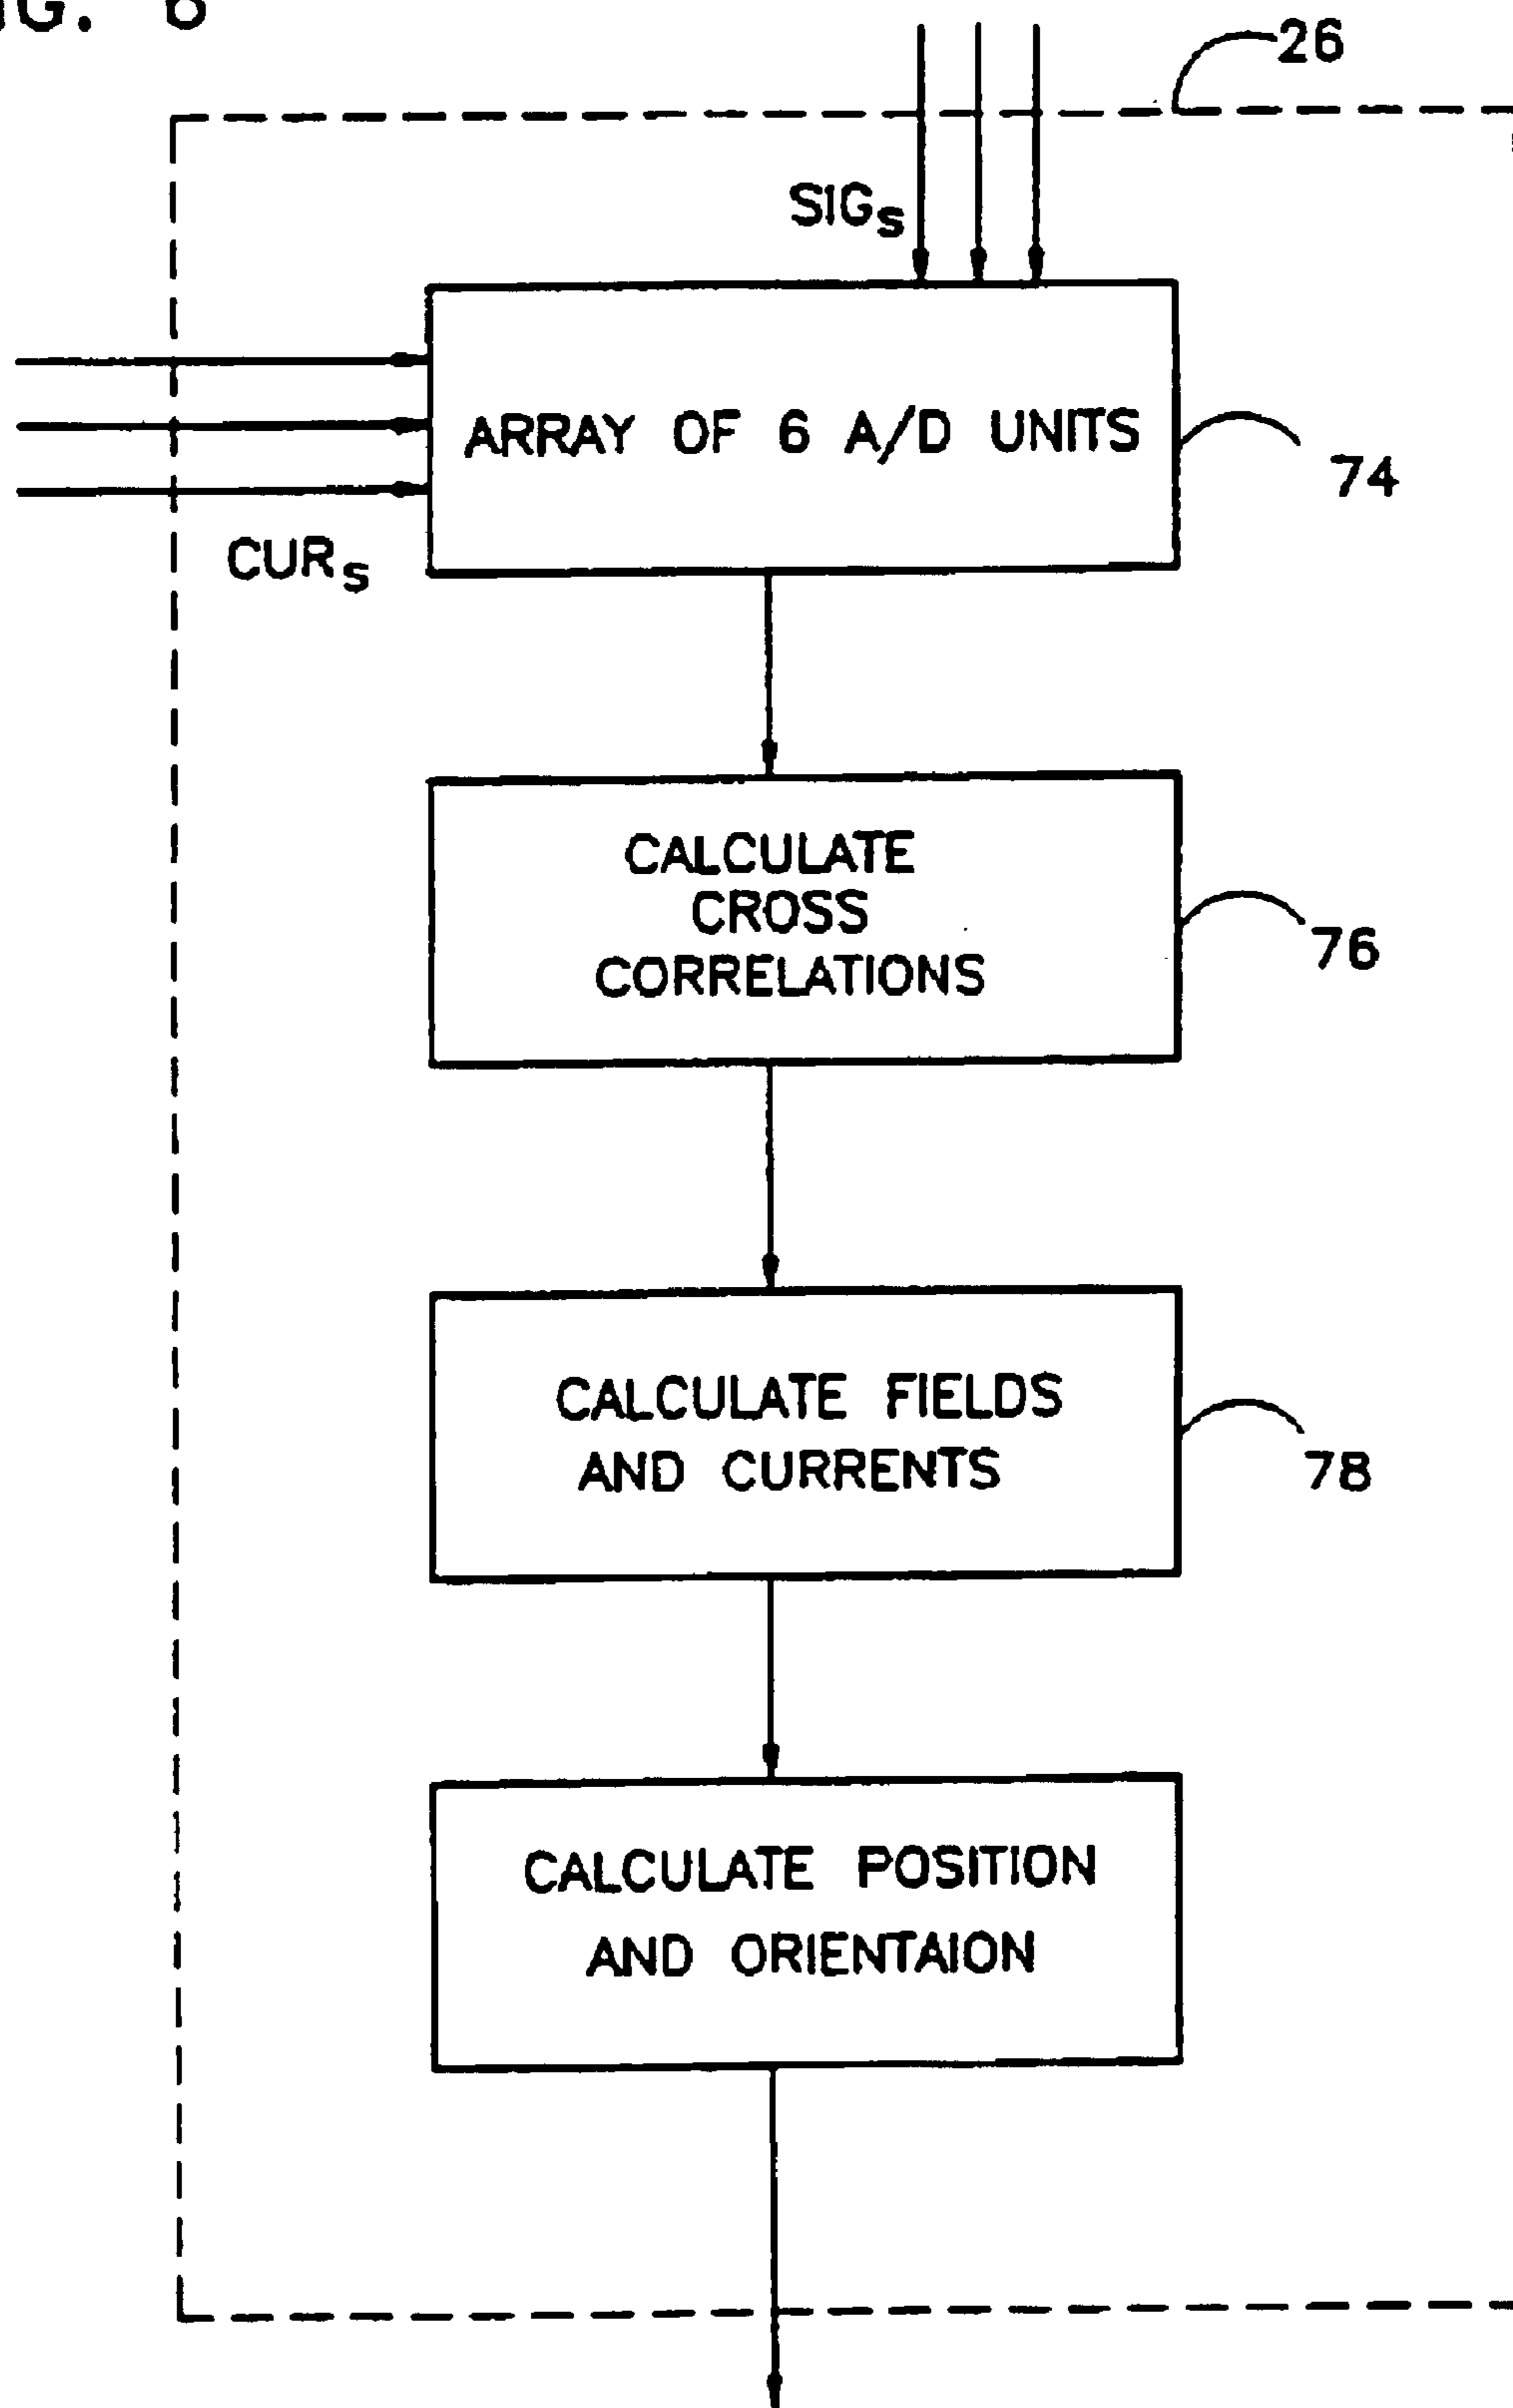 G. 6
26
SIGs
ARRAY OF 6 A/D UNITS
74
CURs
CALCULATE
CROSS
CORRELATIONS
76
CALCULATE FIELDS
AND CURRENTS
78
CALCULATE POSITION
AND ORIENTAION